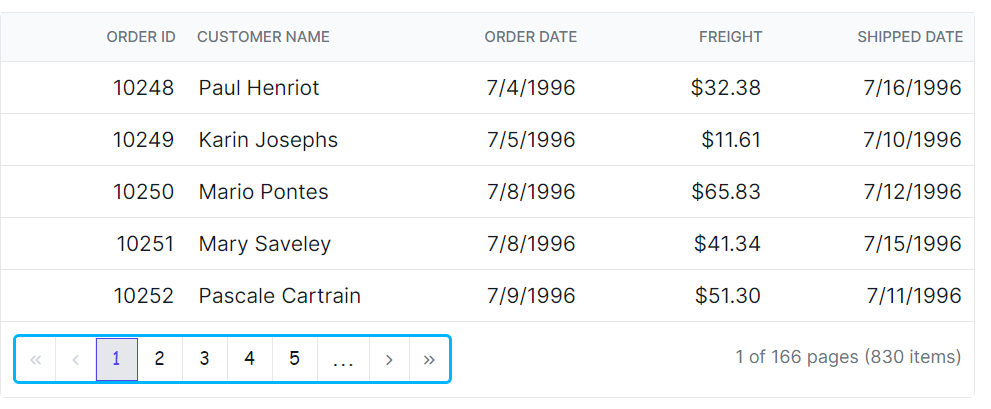 ORDER ID CUSTOMER NAME ORDER DATE FREIGHT SHIPPED DATE
10248 Paul Henriot 7/4/1996 $32.38 7/16/1996
10249 Karin Josephs 7/5/1996 $11.61 7/10/1996
10250 Mario Pontes 7/8/1996 $65.83 7/12/1996
10251 Mary Saveley 7/8/1996 $41.34 7/15/1996
10252 Pascale Cartrain 7/9/1996 $51.30 7/11/1996
« ‹ 1 2 3 4 5 ... › » 1 of 166 pages (830 items)